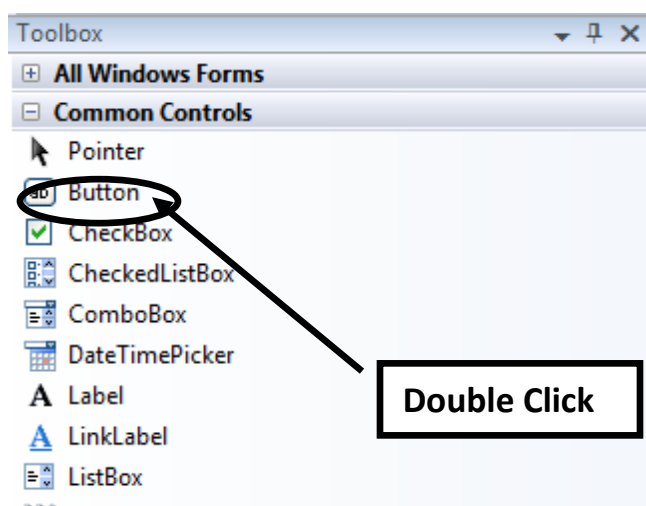 Toolbox
All Windows Forms
Common Controls
Pointer
Button
CheckBox
CheckedListBox
ComboBox
DateTimePicker
Double Click
A Label
A LinkLabel
ListBox